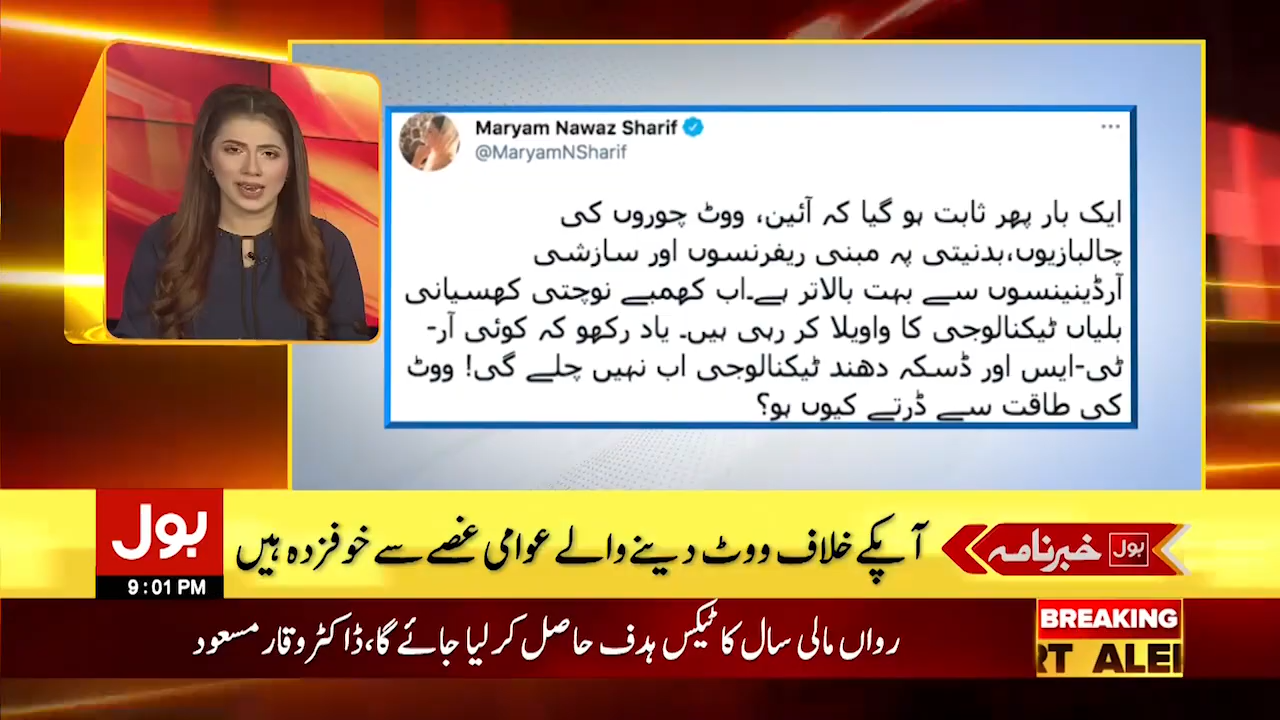 Maryam Nawaz Sharif
@MaryamNSharif
ایک بار پھر ثابت ہو گیا کہ آئین، ووٹ چوروں کی
چالبازیوں،بدنیتی پہ مبنی ریفرنسوں اور سازشی
آرڈینینسوں سے بہت بالاتر ہے۔اب کھمبے نوچتی کھسیانی
بلیاں ٹیکنالوجی کا واویلا کر رہی ہیں۔ یاد رکھو کہ کوئی آر-
ٹی-ایس اور ڈسکہ دھند ٹیکنالوجی اب نہیں چلے گی! ووٹ
کی طاقت سے ڈرتے کیوں ہو؟
بول خبرنامہ
آپکے خلاف ووٹ دینے والے عوامی غصے سے خوفزدہ ہیں
بول
9:01 PM
BREAKING
RT ALE
رواں مالی سال کا ٹیکس ہدف حاصل کر لیا جائے گا،ڈاکٹر وقار مسعود